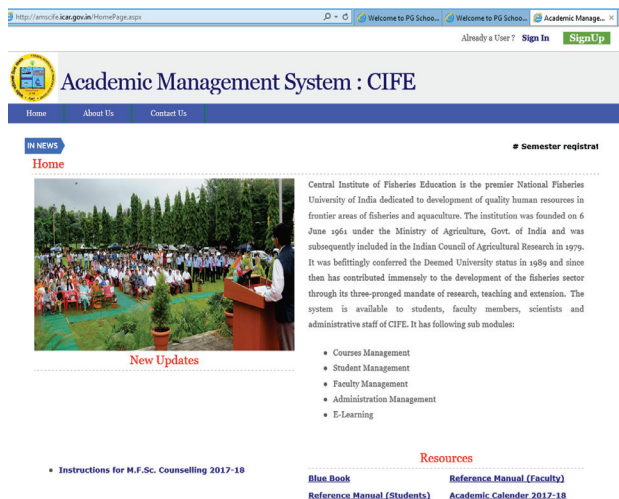 http://amscife.icar.gov.in/HomePage.aspx
Welcome to PG Schoo...
Welcome to PG Schoo...
Academic Manage...
Already a User ? Sign In SignUp
Academic Management System : CIFE
Home About Us Contact Us
IN NEWS
# Semester registrat
Home
Central Institute of Fisheries Education is the premier National Fisheries
University of India dedicated to development of quality human resources in
frontier areas of fisheries and aquaculture. The institution was founded on 6
June 1961 under the Ministry of Agriculture, Govt. of India and was
subsequently included in the Indian Council of Agricultural Research in 1979.
It was befittingly conferred the Deemed University status in 1989 and since
then has contributed immensely to the development of the fisheries sector
through its three-pronged mandate of research, teaching and extension. The
system is available to students, faculty members, scientists and
administrative staff of CIFE. It has following sub modules:
Courses Management
Student Management
Faculty Management
Administration Management
E-Learning
New Updates
Instructions for M.F.Sc. Counselling 2017-18
Resources
Blue Book Reference Manual (Faculty)
Reference Manual (Students) Academic Calender 2017-18